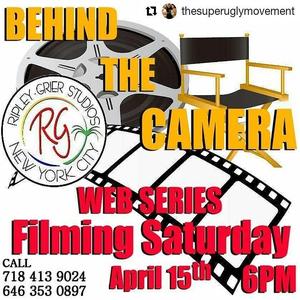 thesuperuglymovement
BEHIND
THE
CAMERA
RIPLEY-GRIER STUDIOS
RG
NEW YORK CITY
WEB SERIES
Filming Saturday
April 15th 6PM
CALL
718 413 9024
646 353 0897